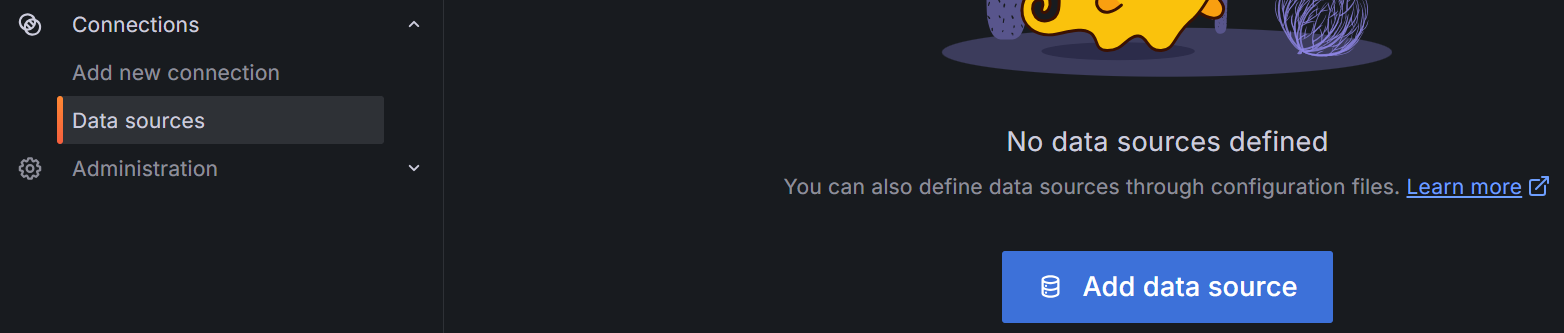 Connections
Add new connection
Data sources
Administration
No data sources defined
You can also define data sources through configuration files. Learn more
Add data source